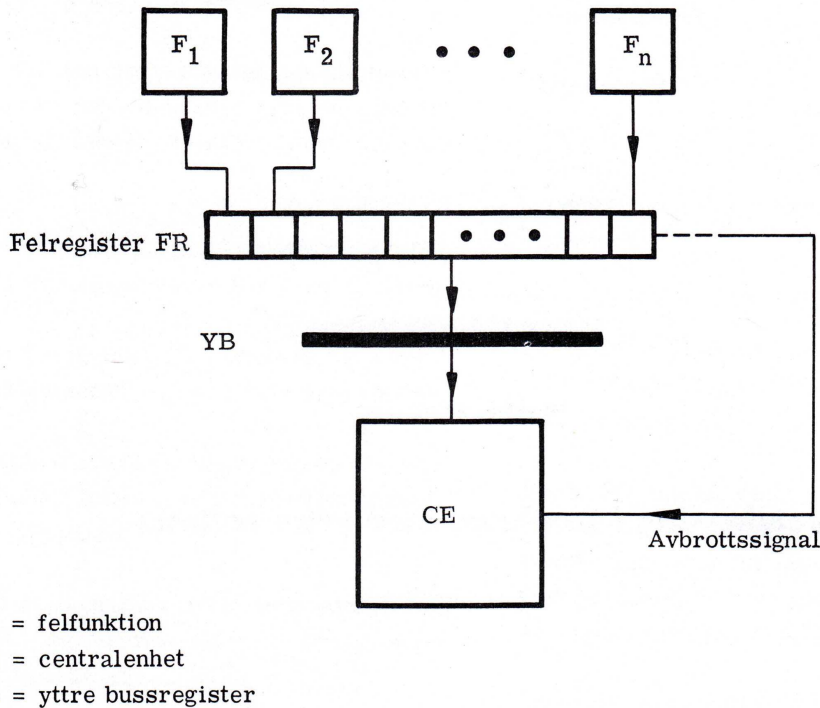 F1 F2 • • • Fn
Felregister FR • • •
YB
CE
Avbrottssignal
= felfunktion
= centralenhet
= yttre bussregister